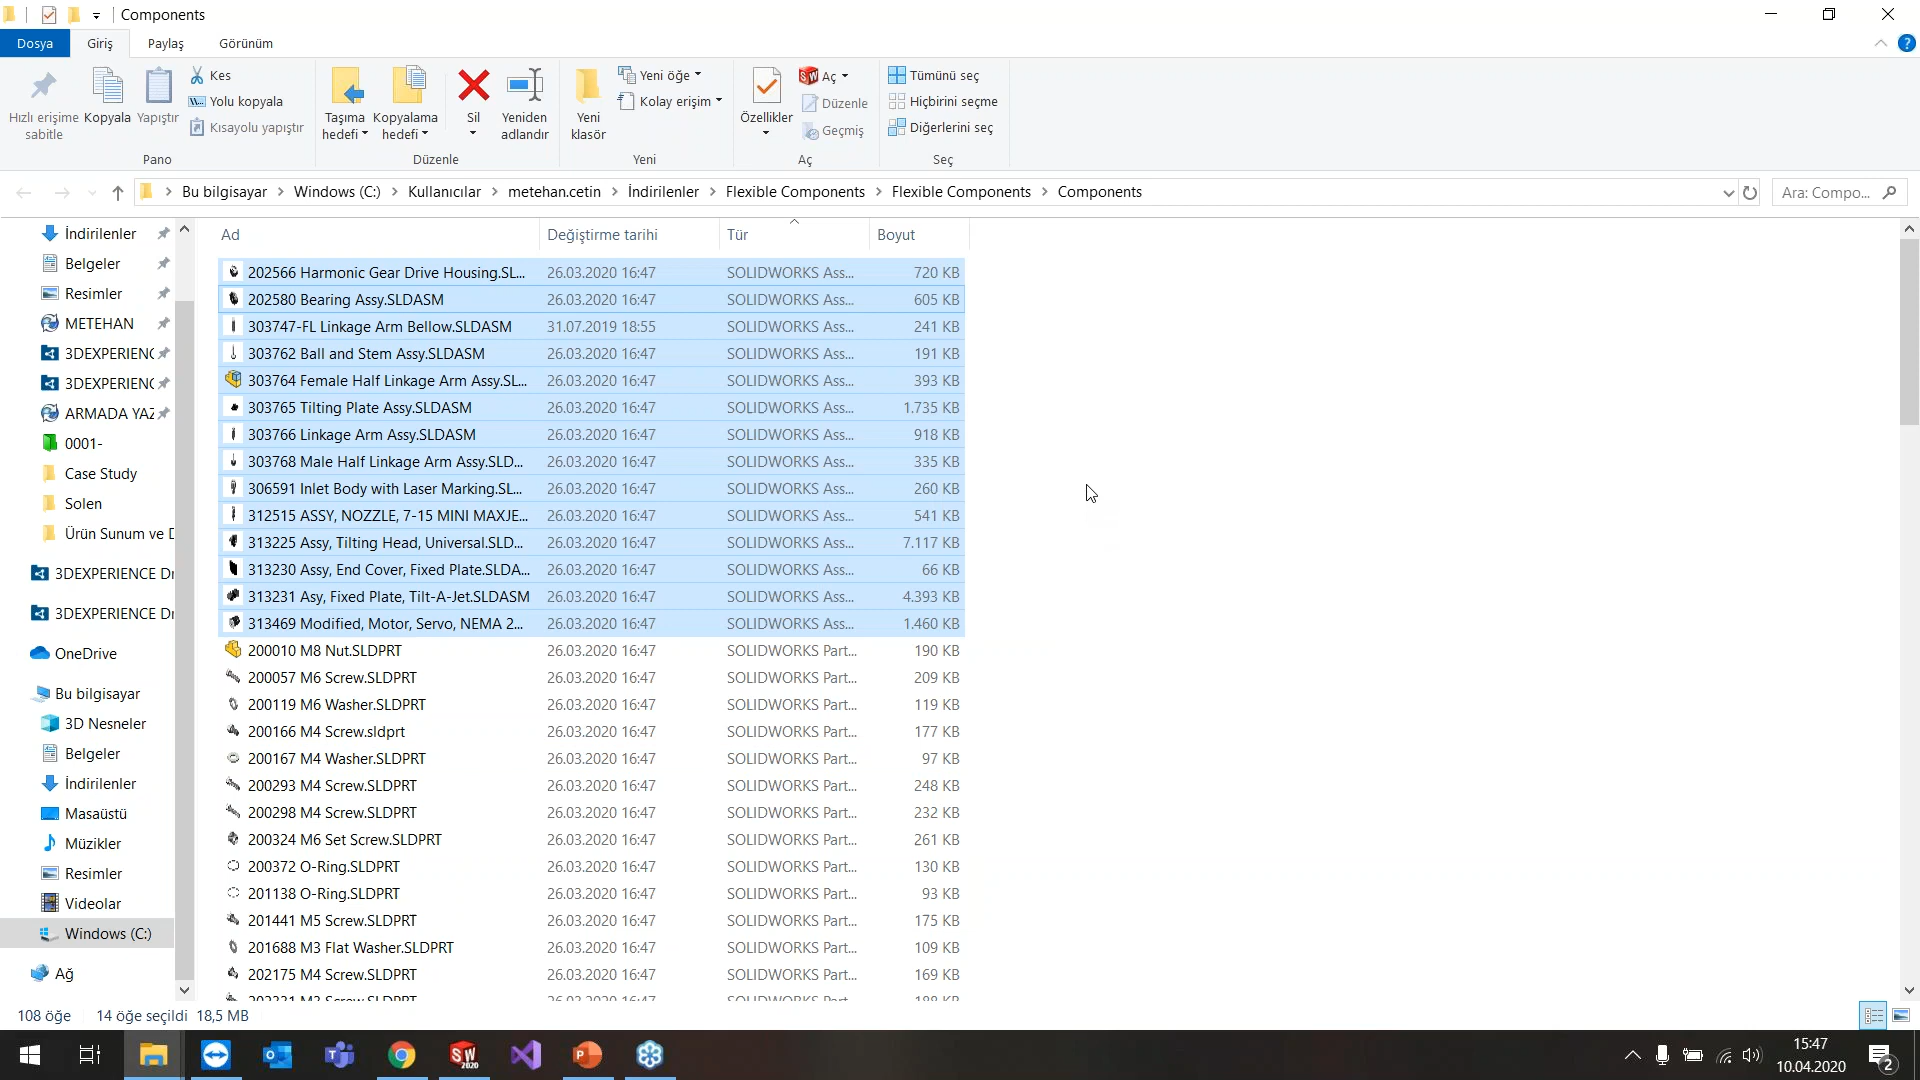 Components
Dosya Giriş Paylaş Görünüm
Hızlı erişime sabitle
Kopyala
Yapıştır
Kes
Yolu kopyala
Kısayolu yapıştır
Pano
Taşıma hedefi
Kopyalama hedefi
Sil
Yeniden adlandır
Düzenle
Yeni klasör
Yeni öğe
Kolay erişim
Yeni
Özellikler
Aç
Düzenle
Geçmiş
Aç
Tümünü seç
Hiçbirini seçme
Diğerlerini seç
Seç
Bu bilgisayar > Windows (C:) > Kullanıcılar > metehan.cetin > İndirilenler > Flexible Components > Flexible Components > Components
Ara: Compo...
İndirilenler
Belgeler
Resimler
METEHAN
3DEXPERIENC
3DEXPERIENC
ARMADA YAZ
0001-
Case Study
Solen
Ürün Sunum ve D
3DEXPERIENCE Dr
3DEXPERIENCE Dr
OneDrive
Bu bilgisayar
3D Nesneler
Belgeler
İndirilenler
Masaüstü
Müzikler
Resimler
Videolar
Windows (C:)
Ağ
Ad Değiştirme tarihi Tür Boyut
202566 Harmonic Gear Drive Housing.SL... 26.03.2020 16:47 SOLIDWORKS Ass... 720 KB
202580 Bearing Assy.SLDASM 26.03.2020 16:47 SOLIDWORKS Ass... 605 KB
303747-FL Linkage Arm Bellow.SLDASM 31.07.2019 18:55 SOLIDWORKS Ass... 241 KB
303762 Ball and Stem Assy.SLDASM 26.03.2020 16:47 SOLIDWORKS Ass... 191 KB
303764 Female Half Linkage Arm Assy.SL... 26.03.2020 16:47 SOLIDWORKS Ass... 393 KB
303765 Tilting Plate Assy.SLDASM 26.03.2020 16:47 SOLIDWORKS Ass... 1.735 KB
303766 Linkage Arm Assy.SLDASM 26.03.2020 16:47 SOLIDWORKS Ass... 918 KB
303768 Male Half Linkage Arm Assy.SLD... 26.03.2020 16:47 SOLIDWORKS Ass... 335 KB
306591 Inlet Body with Laser Marking.SL... 26.03.2020 16:47 SOLIDWORKS Ass... 260 KB
312515 ASSY, NOZZLE, 7-15 MINI MAXJE... 26.03.2020 16:47 SOLIDWORKS Ass... 541 KB
313225 Assy, Tilting Head, Universal.SLD... 26.03.2020 16:47 SOLIDWORKS Ass... 7.117 KB
313230 Assy, End Cover, Fixed Plate.SLDA... 26.03.2020 16:47 SOLIDWORKS Ass... 66 KB
313231 Asy, Fixed Plate, Tilt-A-Jet.SLDASM 26.03.2020 16:47 SOLIDWORKS Ass... 4.393 KB
313469 Modified, Motor, Servo, NEMA 2... 26.03.2020 16:47 SOLIDWORKS Ass... 1.460 KB
200010 M8 Nut.SLDPRT 26.03.2020 16:47 SOLIDWORKS Part... 190 KB
200057 M6 Screw.SLDPRT 26.03.2020 16:47 SOLIDWORKS Part... 209 KB
200119 M6 Washer.SLDPRT 26.03.2020 16:47 SOLIDWORKS Part... 119 KB
200166 M4 Screw.sldprt 26.03.2020 16:47 SOLIDWORKS Part... 177 KB
200167 M4 Washer.SLDPRT 26.03.2020 16:47 SOLIDWORKS Part... 97 KB
200293 M4 Screw.SLDPRT 26.03.2020 16:47 SOLIDWORKS Part... 248 KB
200298 M4 Screw.SLDPRT 26.03.2020 16:47 SOLIDWORKS Part... 232 KB
200324 M6 Set Screw.SLDPRT 26.03.2020 16:47 SOLIDWORKS Part... 261 KB
200372 O-Ring.SLDPRT 26.03.2020 16:47 SOLIDWORKS Part... 130 KB
201138 O-Ring.SLDPRT 26.03.2020 16:47 SOLIDWORKS Part... 93 KB
201441 M5 Screw.SLDPRT 26.03.2020 16:47 SOLIDWORKS Part... 175 KB
201688 M3 Flat Washer.SLDPRT 26.03.2020 16:47 SOLIDWORKS Part... 109 KB
202175 M4 Screw.SLDPRT 26.03.2020 16:47 SOLIDWORKS Part... 169 KB
108 öğe 14 öğe seçildi 18,5 MB
SW 2020
15:47
10.04.2020
2